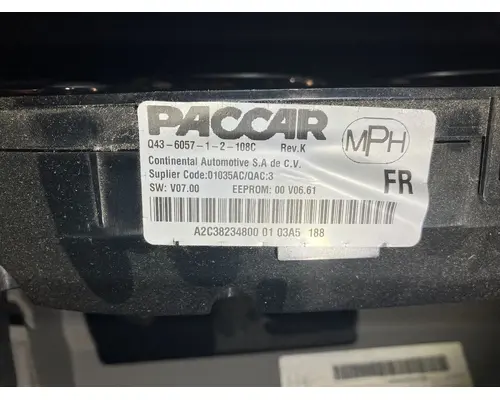 PACCAR
Q43-6057-1-2-108C Rev.K
MPH
Continental Automotive S.A de C.V.
Suplier Code:01035AC/QAC:3
FR
SW: V07.00 EEPROM: 00 V06.61
A2C38234800 01 03A5 188